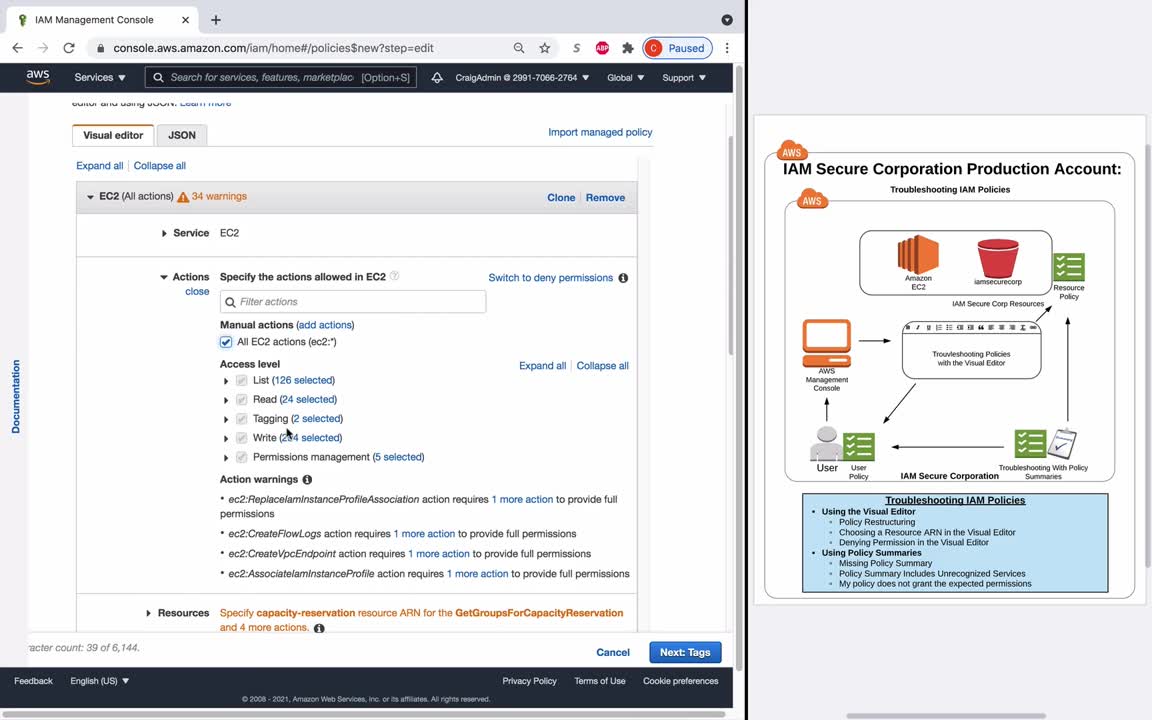 IAM Management Console
console.aws.amazon.com/iam/home#/policies$new?step=edit
S
ABP
C
Paused
aws
Services
Search for services, features, marketplac
[Option+S]
CraigAdmin @ 2991-7066-2764
Global
Support
editor and using JSON. Learn more
Visual editor
JSON
Import managed policy
Expand all
Collapse all
EC2 (All actions)
34 warnings
Clone
Remove
Service
EC2
Actions
Specify the actions allowed in EC2
Switch to deny permissions
close
Filter actions
Manual actions (add actions)
All EC2 actions (ec2:*)
Access level
Expand all
Collapse all
List (126 selected)
Read (24 selected)
Tagging (2 selected)
Write (2 4 selected)
Permissions management (5 selected)
Action warnings
• ec2:ReplaceIamInstanceProfileAssociation action requires 1 more action to provide full
permissions
• ec2:CreateFlowLogs action requires 1 more action to provide full permissions
• ec2:CreateVpcEndpoint action requires 1 more action to provide full permissions
• ec2:AssociateIamInstanceProfile action requires 1 more action to provide full permissions
Resources
Specify capacity-reservation resource ARN for the GetGroupsForCapacityReservation
and 4 more actions.
Documentation
racter count: 39 of 6,144.
Cancel
Next: Tags
Feedback
English (US)
Privacy Policy
Terms of Use
Cookie preferences
© 2008 - 2021, Amazon Web Services, Inc. or its affiliates. All rights reserved.
AWS
IAM Secure Corporation Production Account:
Troubleshooting IAM Policies
AWS
Amazon
EC2
iamsecurecorp
Resource
Policy
IAM Secure Corp Resources
Trouvleshooting Policies
with the Visual Editor
AWS
Management
Console
User
User
Policy
IAM Secure Corporation
Troubleshooting With Policy
Summaries
Troubleshooting IAM Policies
• Using the Visual Editor
Policy Restructuring
Choosing a Resource ARN in the Visual Editor
Denying Permission in the Visual Editor
• Using Policy Summaries
Missing Policy Summary
Policy Summary Includes Unrecognized Services
My policy does not grant the expected permissions